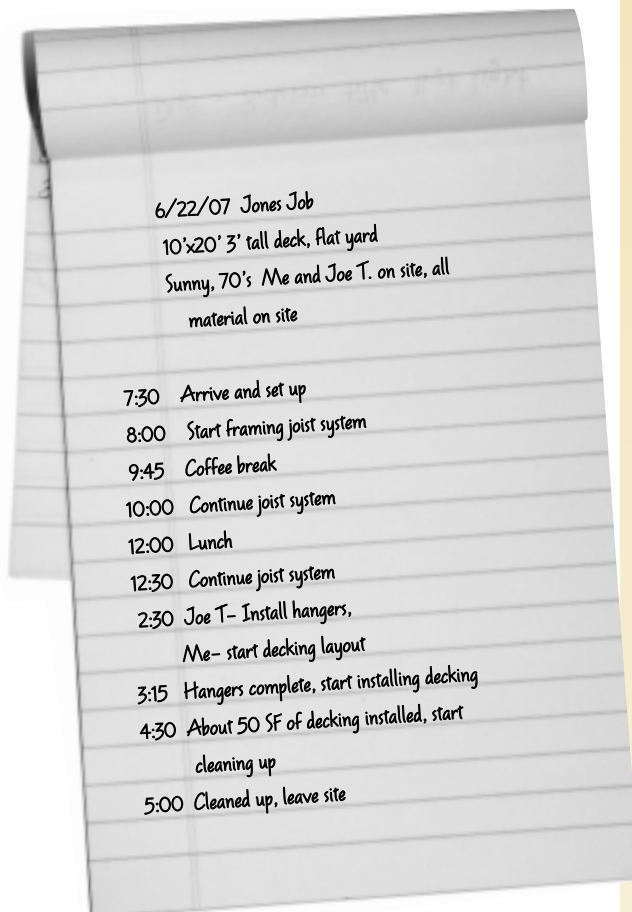 6/22/07 Jones Job
10'x20' 3' tall deck, flat yard
Sunny, 70's Me and Joe T. on site, all
material on site
7:30 Arrive and set up
8:00 Start framing joist system
9:45 Coffee break
10:00 Continue joist system
12:00 Lunch
12:30 Continue joist system
2:30 Joe T– Install hangers,
Me– start decking layout
3:15 Hangers complete, start installing decking
4:30 About 50 SF of decking installed, start
cleaning up
5:00 Cleaned up, leave site